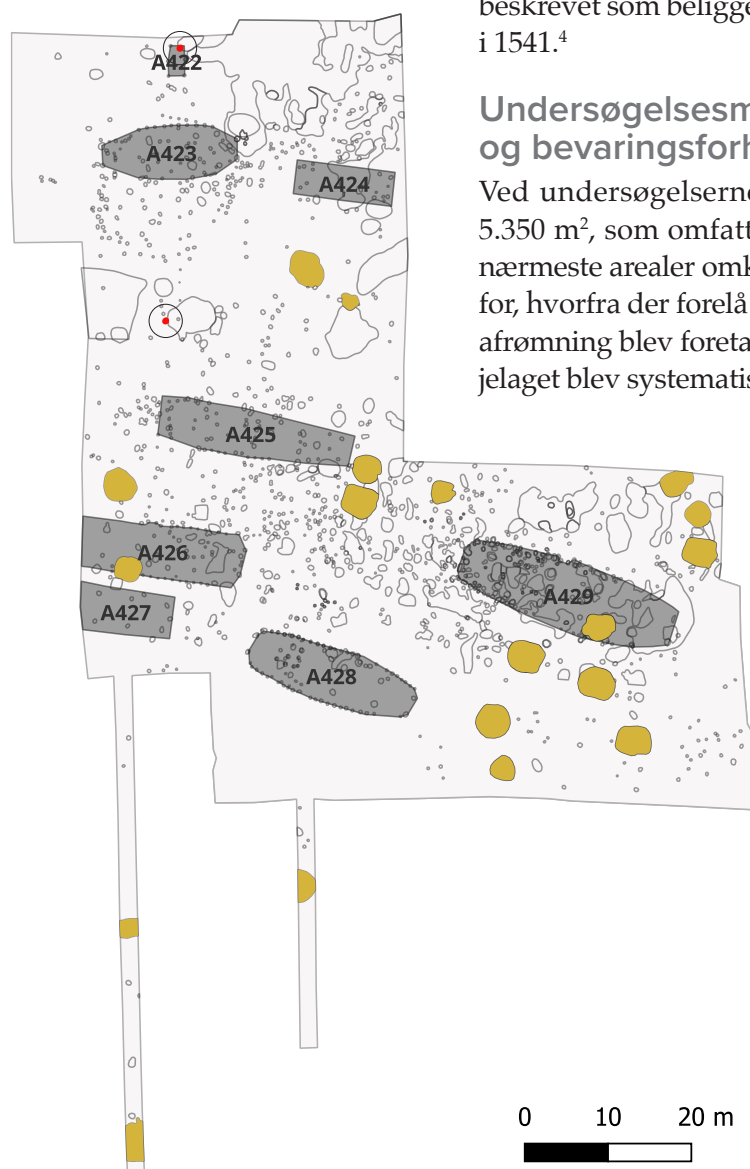 beskrevet som beligge
i 1541.⁴
Undersøgelsesm
og bevaringsforh
Ved undersøgelserne
5.350 m², som omfatt
nærmeste arealer omk
for, hvorfra der forelå
afrømning blev foreta
jelaget blev systematis
A422
A423
A424
A425
A426
A427
A428
A429
0 10 20 m